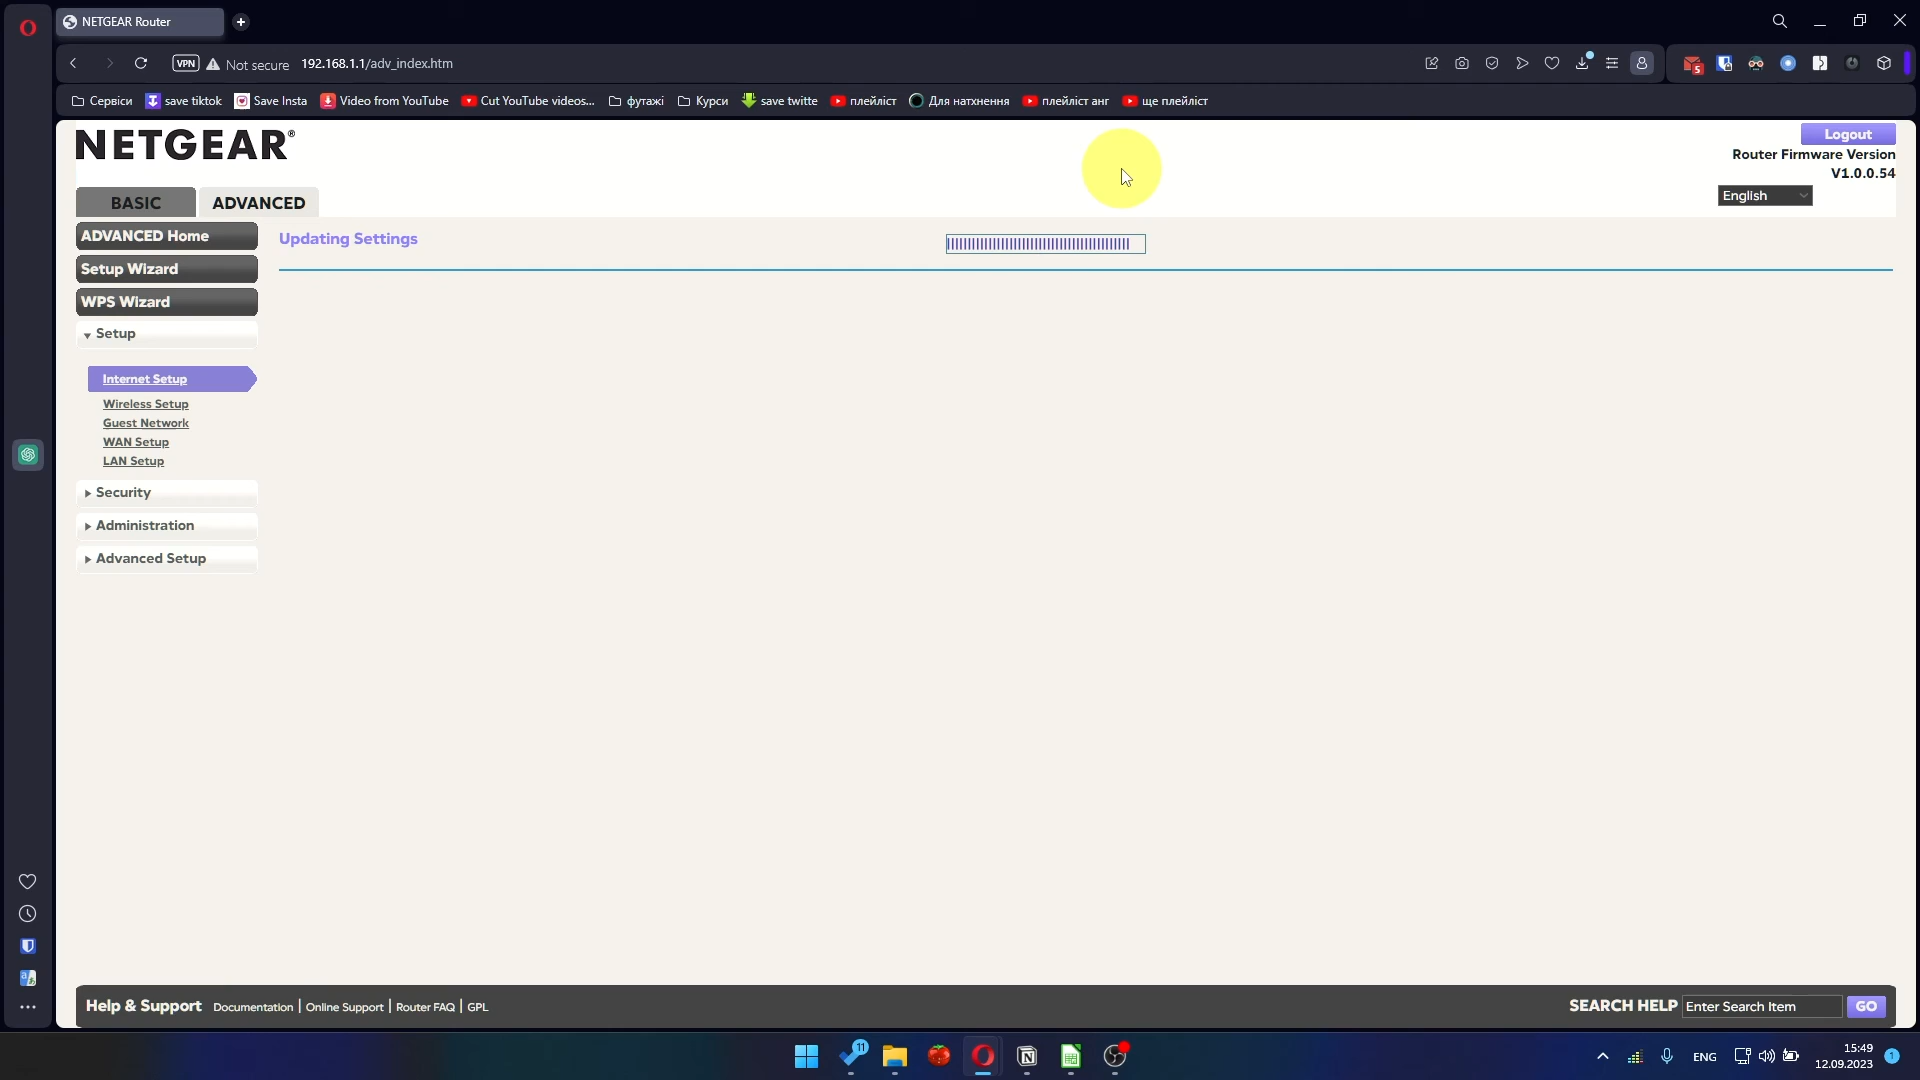 NETGEAR Router
VPN
Not secure
192.168.1.1/adv_index.htm
5
Сервіси
save tiktok
Save Insta
Video from YouTube
Cut YouTube videos...
футажі
Курси
save twitte
плейліст
Для натхнення
плейліст анг
ще плейліст
NETGEAR®
Logout
Router Firmware Version
V1.0.0.54
English
BASIC
ADVANCED
ADVANCED Home
Setup Wizard
WPS Wizard
Setup
Internet Setup
Wireless Setup
Guest Network
WAN Setup
LAN Setup
Security
Administration
Advanced Setup
Updating Settings
Help & Support
Documentation | Online Support | Router FAQ | GPL
SEARCH HELP
Enter Search Item
GO
11
ENG
15:49
12.09.2023
1